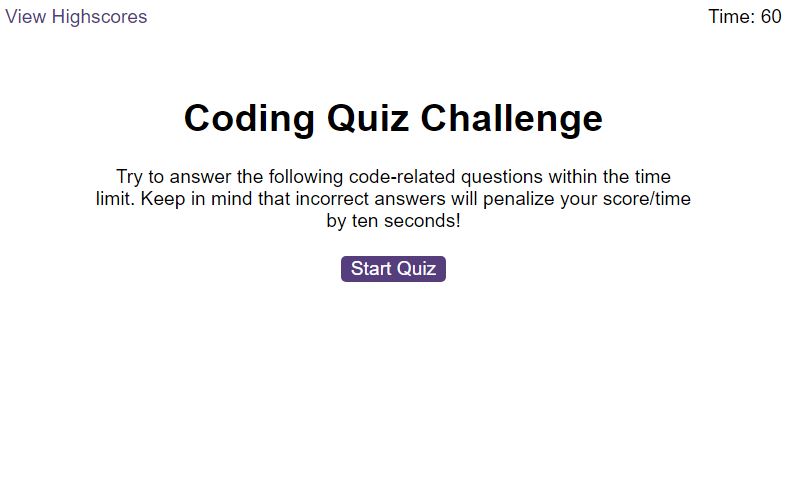 View Highscores
Time: 60
Coding Quiz Challenge
Try to answer the following code-related questions within the time
limit. Keep in mind that incorrect answers will penalize your score/time
by ten seconds!
Start Quiz